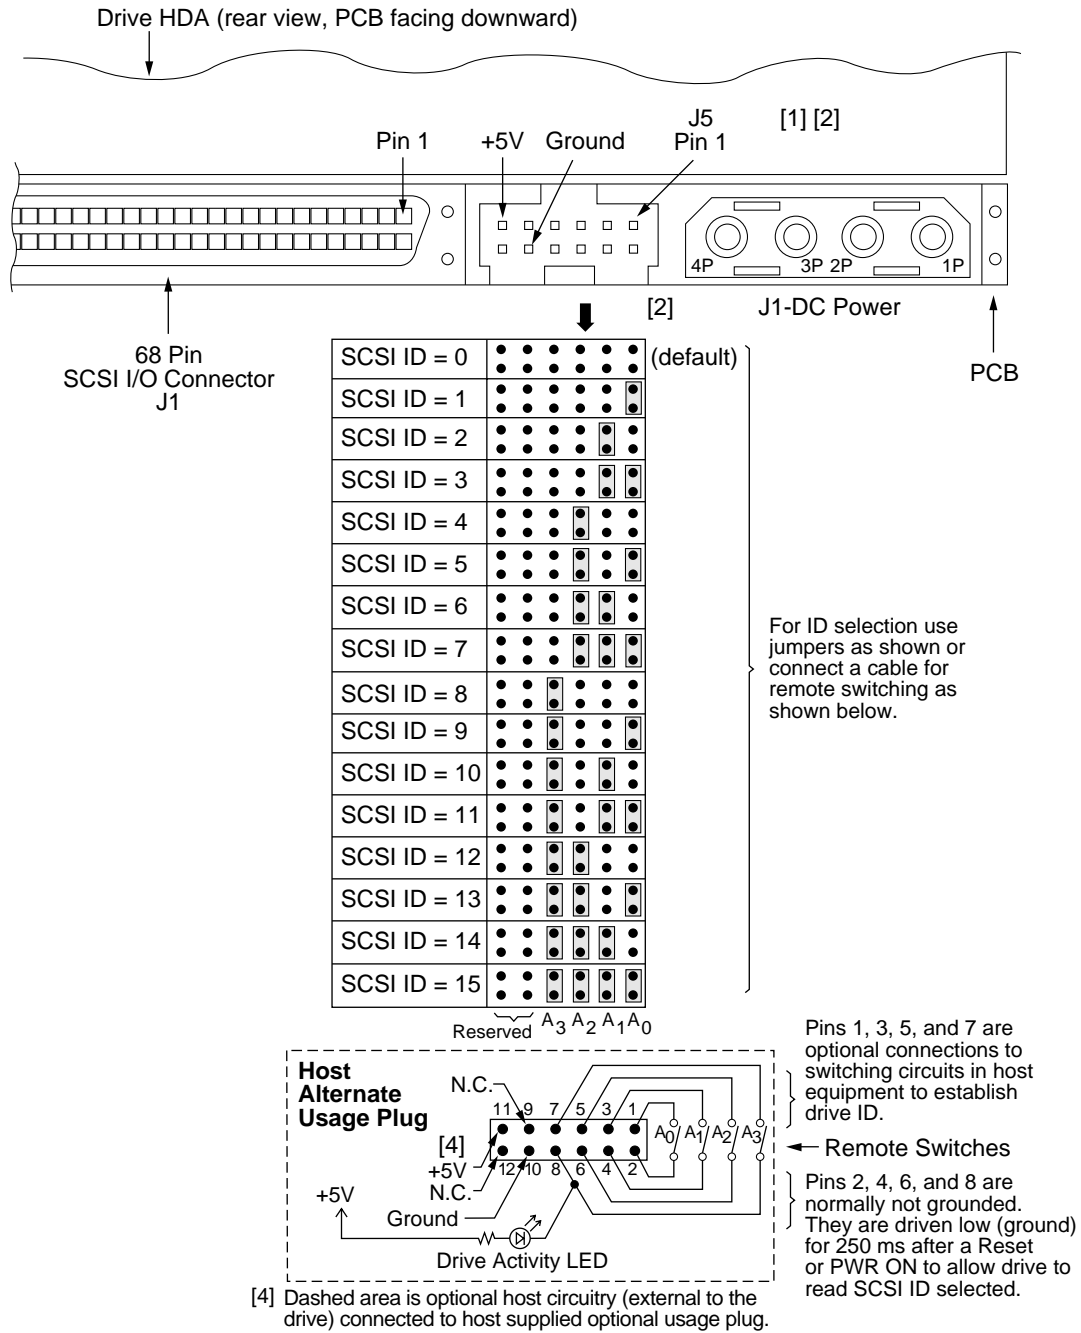 Drive HDA (rear view, PCB facing downward)
J5
[1] [2]
Pin 1
+5V
Ground
Pin 1
4P
3P
2P
1P
[2]
J1-DC Power
68 Pin
SCSI I/O Connector
J1
PCB
SCSI ID = 0
(default)
SCSI ID = 1
SCSI ID = 2
SCSI ID = 3
SCSI ID = 4
SCSI ID = 5
SCSI ID = 6
SCSI ID = 7
SCSI ID = 8
SCSI ID = 9
SCSI ID = 10
SCSI ID = 11
SCSI ID = 12
SCSI ID = 13
SCSI ID = 14
SCSI ID = 15
For ID selection use
jumpers as shown or
connect a cable for
remote switching as
shown below.
Reserved A3 A2 A1 A0
Host
Alternate
Usage Plug
N.C.
11 9 7 5 3 1
[4]
+5V
N.C.
12 10 8 6 4 2
A0 A1 A2 A3
+5V
Ground
Drive Activity LED
Pins 1, 3, 5, and 7 are
optional connections to
switching circuits in host
equipment to establish
drive ID.
Remote Switches
Pins 2, 4, 6, and 8 are
normally not grounded.
They are driven low (ground)
for 250 ms after a Reset
or PWR ON to allow drive to
read SCSI ID selected.
[4] Dashed area is optional host circuitry (external to the
drive) connected to host supplied optional usage plug.